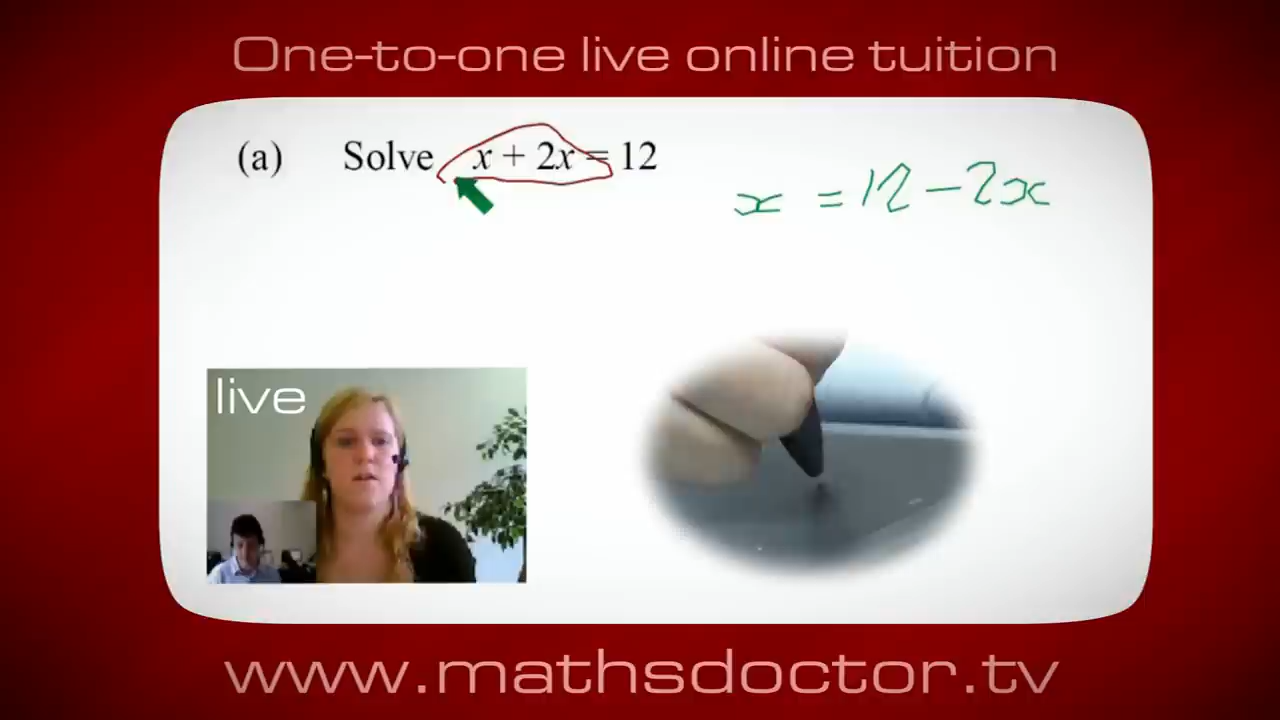 One-to-one live online tuition
(a) Solve x + 2x = 12
x = 12 - 2x
live
www.mathsdoctor.tv